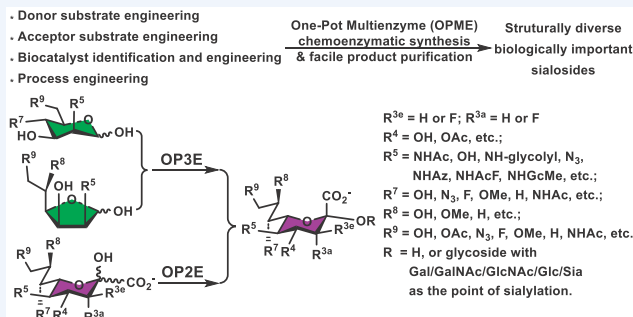 • Donor substrate engineering
• Acceptor substrate engineering
• Biocatalyst identification and engineering
• Process engineering
One-Pot Multienzyme (OPME)
chemoenzymatic synthesis
& facile product purification
Struturally diverse
biologically important
sialosides
R9 R5
R7 O
HO OH
R9 R8
OH R5
O OH
OP3E
R9 R8
OH
O CO2-
R5 R3e
R7 R4 R3a
OP2E
R9 R8
CO2-
O OR
R5 R3e
R7 R4 R3a
R3e = H or F; R3a = H or F
R4 = OH, OAc, etc.;
R5 = NHAc, OH, NH-glycolyl, N3,
NHAz, NHAcF, NHGcMe, etc.;
R7 = OH, N3, F, OMe, H, NHAc, etc.;
R8 = OH, OMe, H, etc.;
R9 = OH, OAc, N3, F, OMe, H, NHAc, etc.
R = H, or glycoside with
Gal/GalNAc/GlcNAc/Glc/Sia
as the point of sialylation.